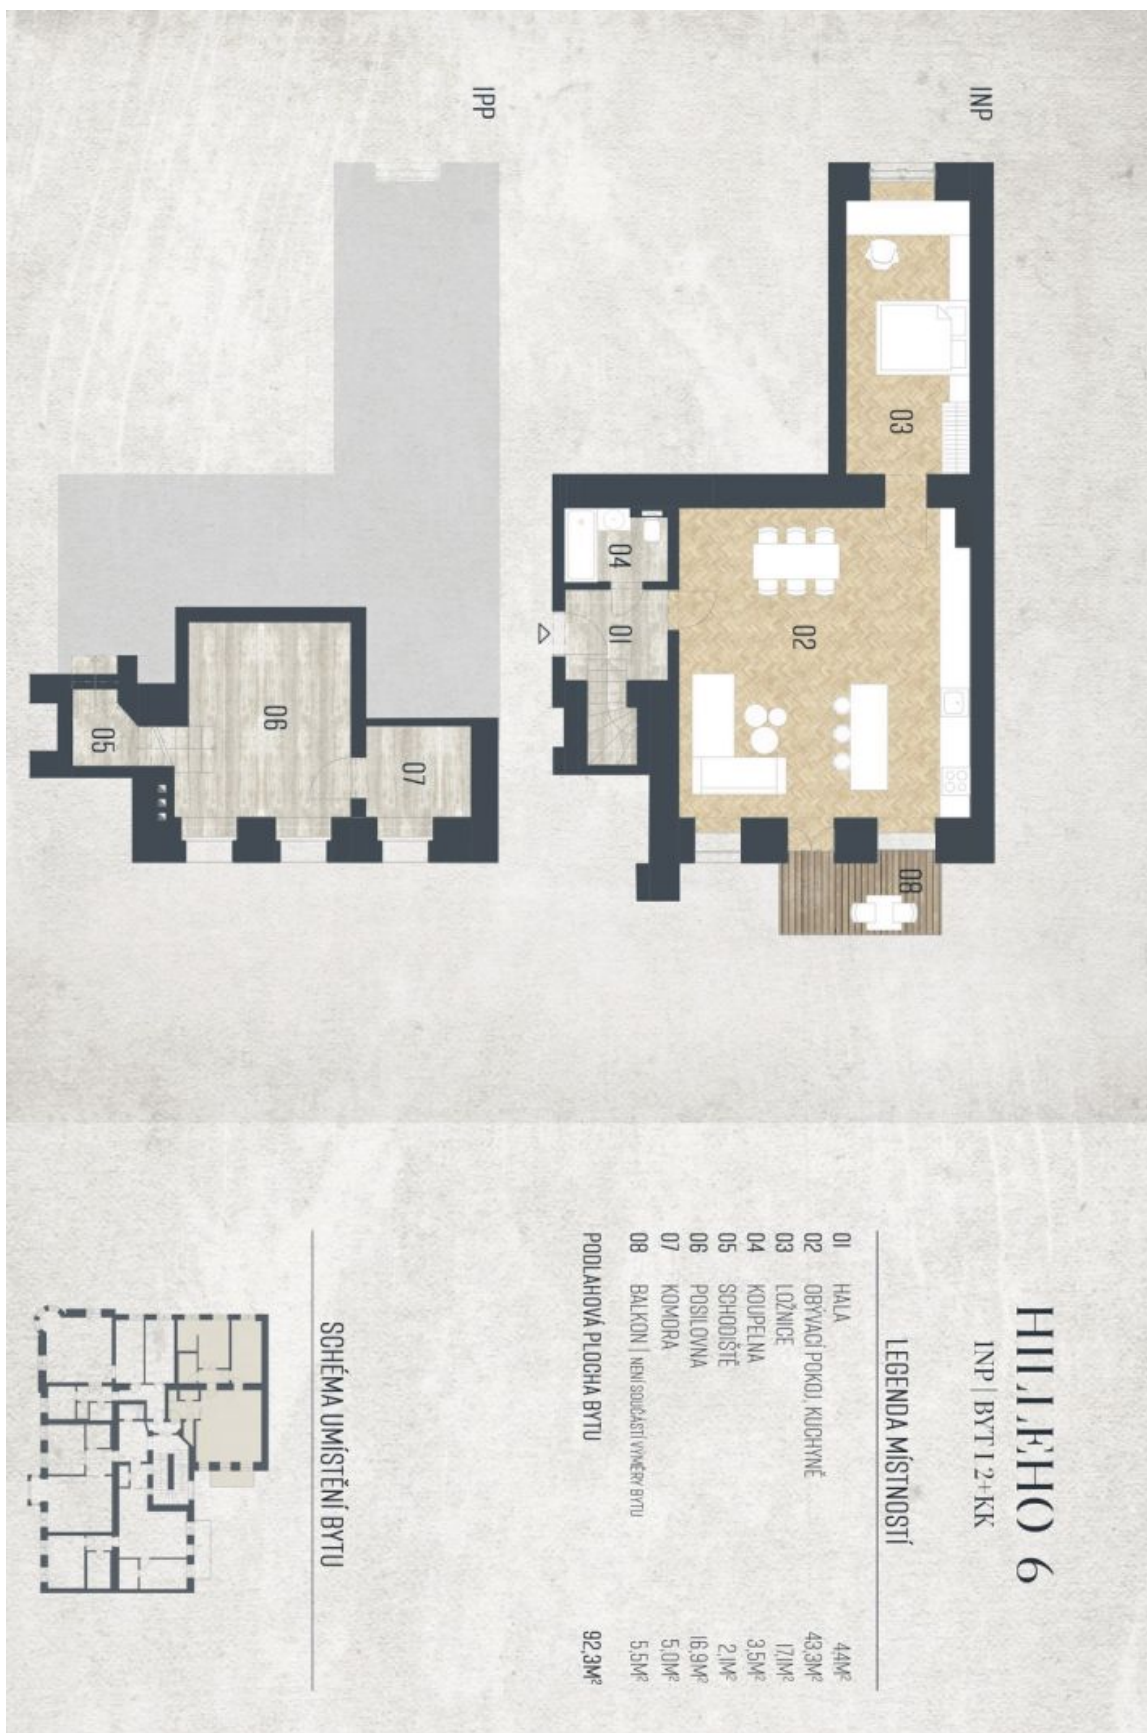 HILLEHO 6
1NP | BYT 1 2+KK
LEGENDA MÍSTNOSTÍ
01 HALA 4,4M²
02 OBÝVACÍ POKOJ, KUCHYNĚ 43,3M²
03 LOŽNICE 17,1M²
04 KOUPELNA 3,5M²
05 SCHODIŠTĚ 2,1M²
06 POSILOVNA 16,9M²
07 KOMORA 5,0M²
08 BALKON | NENÍ SOUČÁSTÍ VÝMĚRY BYTU 5,5M²
PODLAHOVÁ PLOCHA BYTU 92,3M²
SCHÉMA UMÍSTĚNÍ BYTU
1NP
03
02
08
04
01
1PP
07
06
05